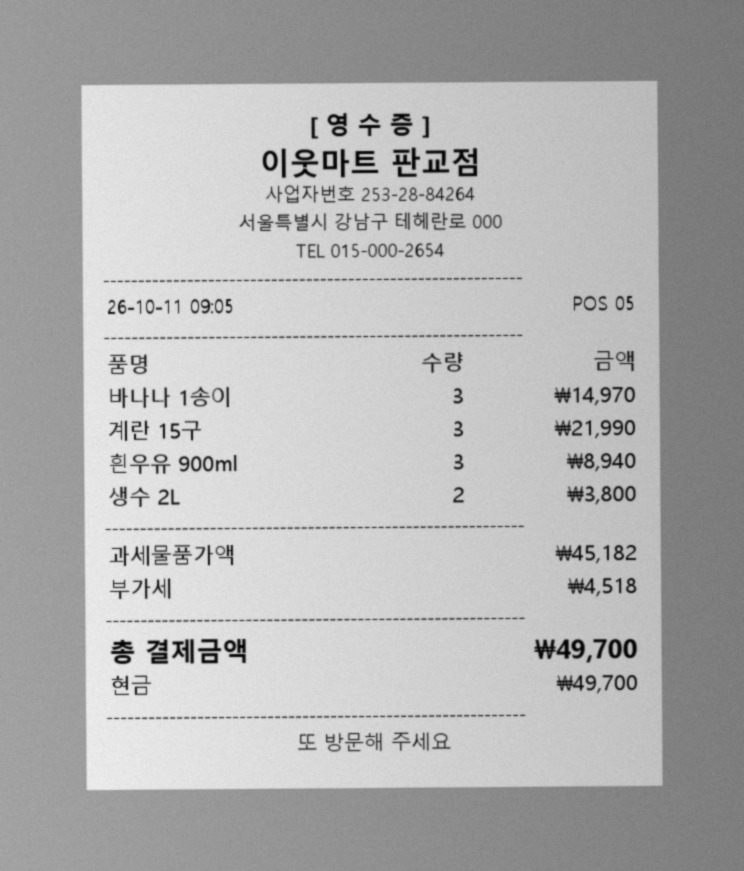 [ 영 수 증 ]
이웃마트 판교점
사업자번호 253-28-84264
서울특별시 강남구 테헤란로 000
TEL 015-000-2654
26-10-11 09:05 POS 05
품명 수량 금액
바나나 1송이 3 ₩14,970
계란 15구 3 ₩21,990
흰우유 900ml 3 ₩8,940
생수 2L 2 ₩3,800
과세물품가액 ₩45,182
부가세 ₩4,518
총 결제금액 ₩49,700
현금 ₩49,700
또 방문해 주세요